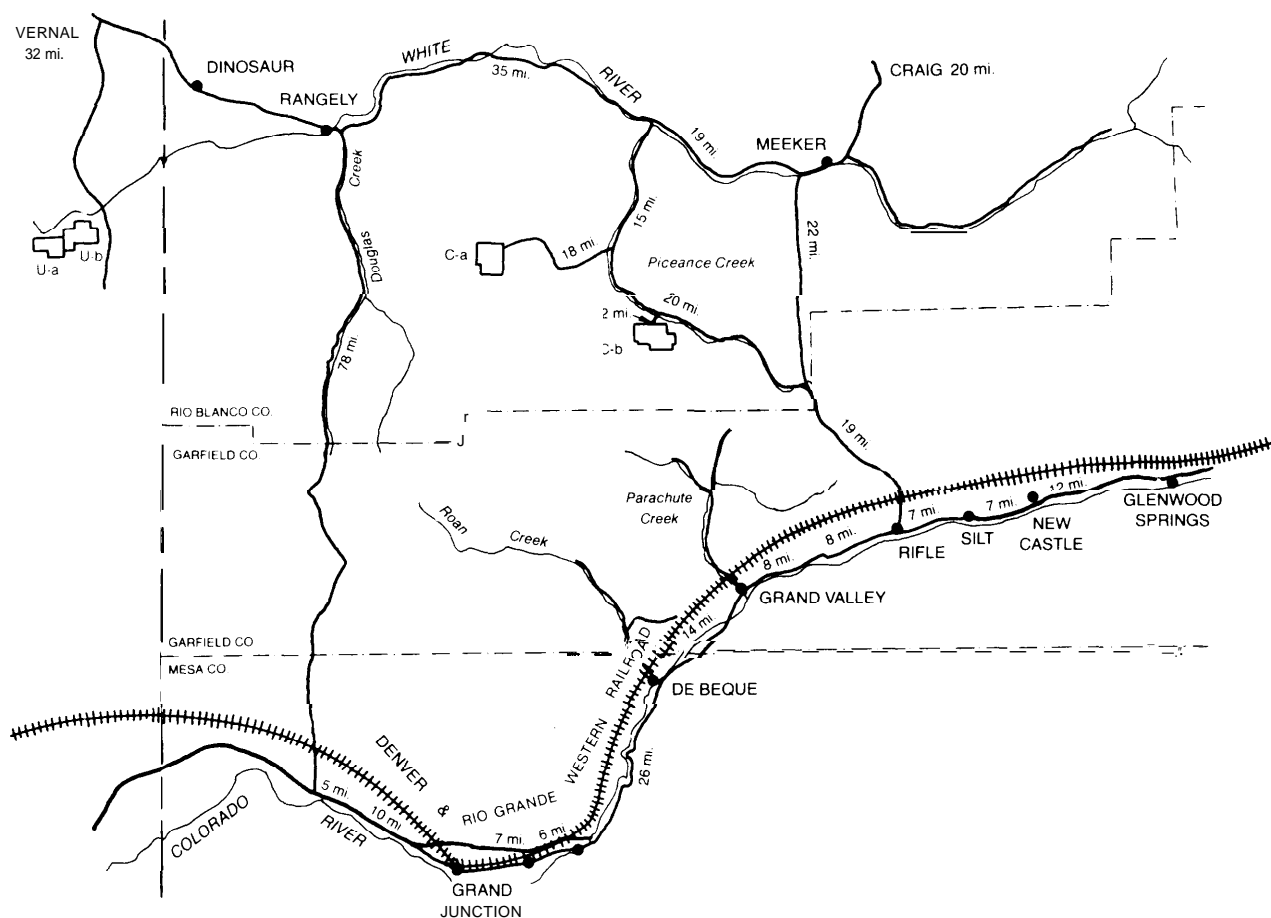 VERNAL
32 mi.
DINOSAUR
RANGELY
WHITE
RIVER
35 mi.
19 mi.
CRAIG 20 mi.
MEEKER
Creek
Douglas
15 mi.
22 mi.
U-a
U-b
C-a
18 mi.
Piceance Creek
20 mi.
2 mi
C-b
78 mi.
RIO BLANCO CO.
GARFIELD CO.
19 mi.
Parachute
Creek
Roan
Creek
12 mi.
7 mi.
7 mi.
8 mi.
8 mi.
GLENWOOD
SPRINGS
NEW
CASTLE
SILT
RIFLE
GRAND VALLEY
14 mi.
GARFIELD CO.
MESA CO.
DE BEQUE
DENVER
&
RIO GRANDE
WESTERN
RAILROAD
26 mi.
5 mi.
10 mi
7 mi.
6 mi.
COLORADO
RIVER
GRAND
JUNCTION